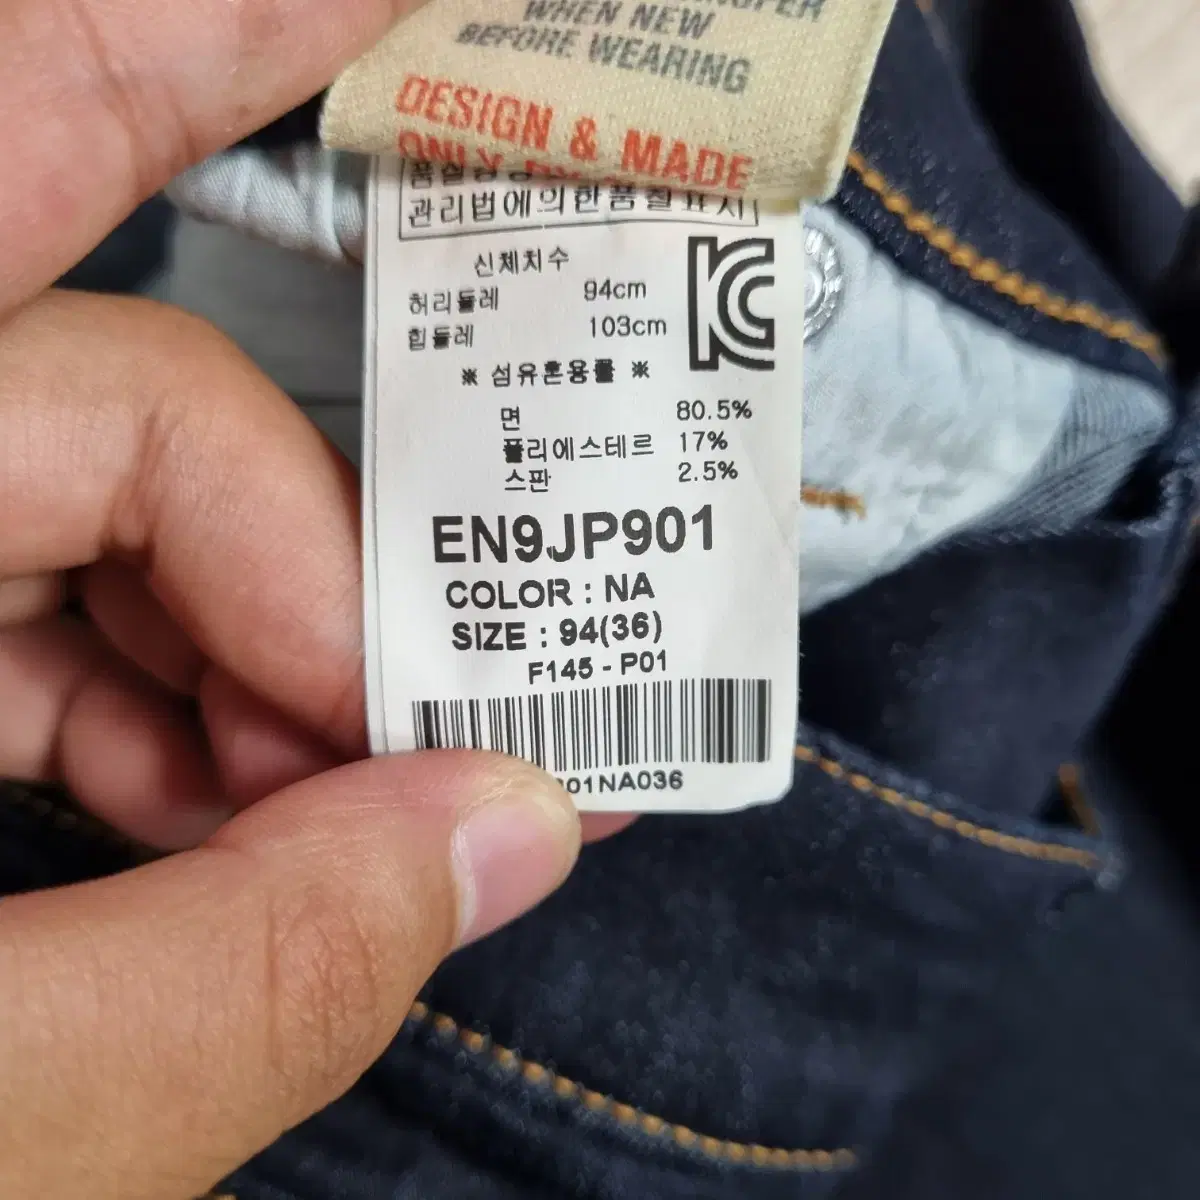 WHEN NEW
BEFORE WEARING
DESIGN & MADE
ONLY
관리법에의한품질표시
신체치수
허리둘레 94cm
힙둘레 103cm
※ 섬유혼용률 ※
면 80.5%
폴리에스테르 17%
스판 2.5%
EN9JP901
COLOR : NA
SIZE : 94(36)
F145 - P01
01NA036